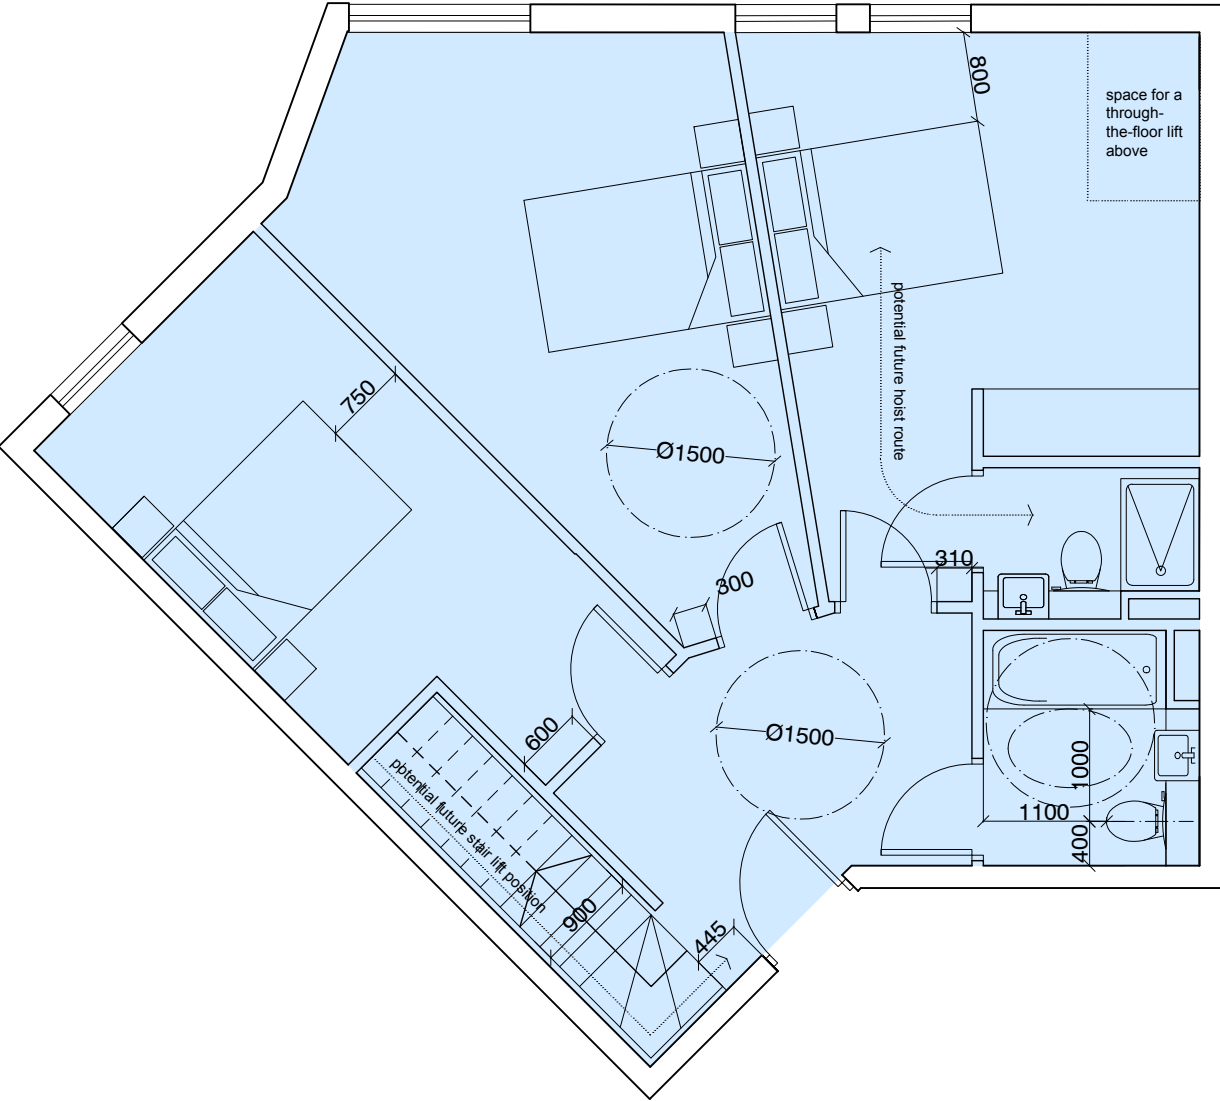 800
space for a
through-
the-floor lift
above
potential future hoist route
750
Ø1500
300
310
600
Ø1500
1000
1100
400
potential future stair lift position
900
445